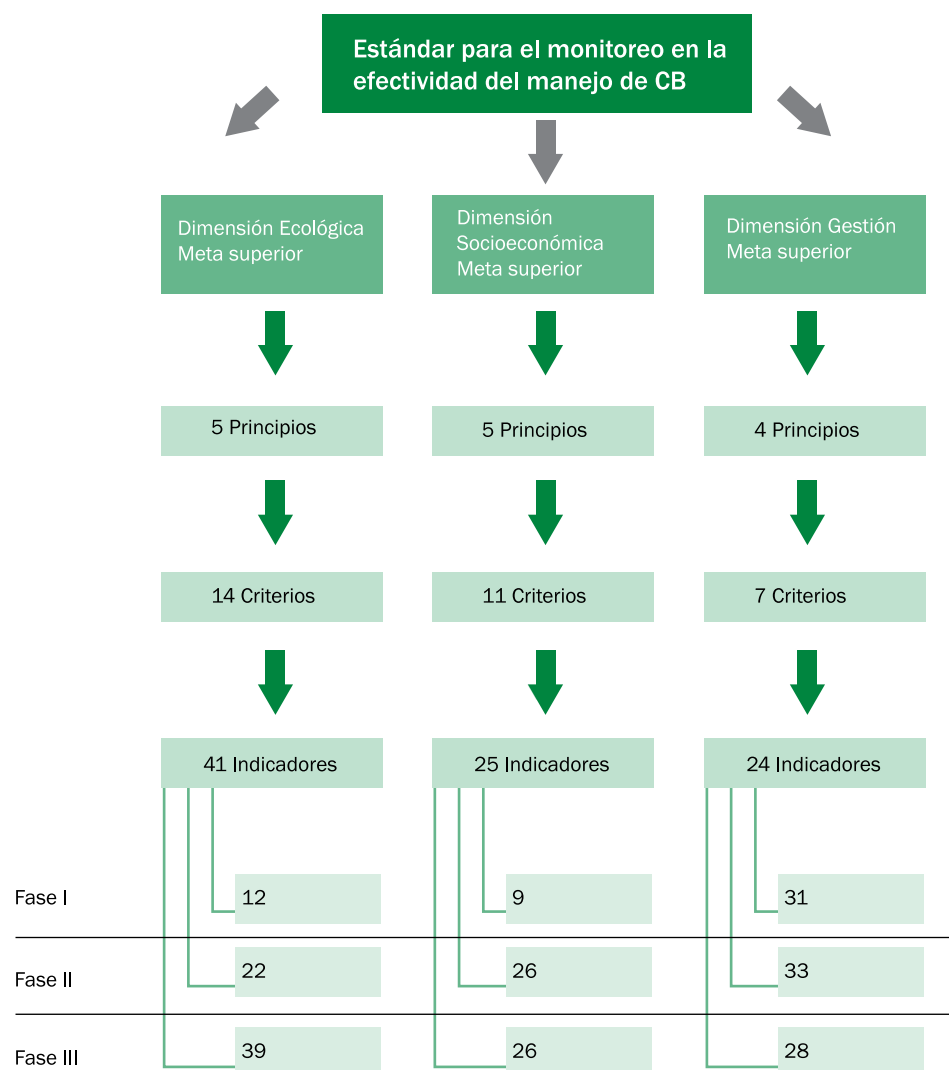 Estándar para el monitoreo en la
efectividad del manejo de CB
Dimensión Ecológica
Meta superior
Dimensión
Socioeconómica
Meta superior
Dimensión Gestión
Meta superior
5 Principios
5 Principios
4 Principios
14 Criterios
11 Criterios
7 Criterios
41 Indicadores
25 Indicadores
24 Indicadores
Fase I
12
9
31
Fase II
22
26
33
Fase III
39
26
28